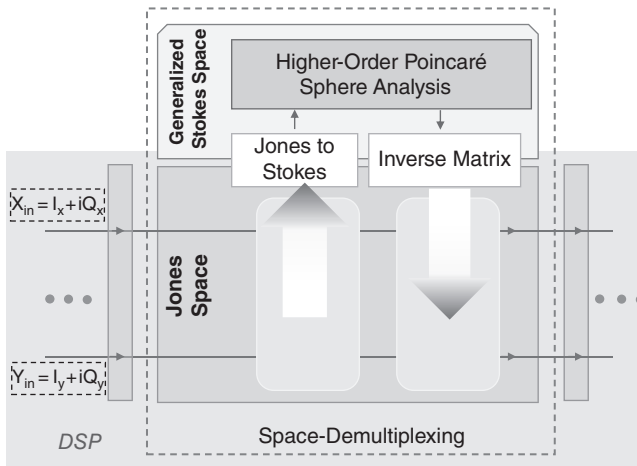 Generalized
Stokes Space
Higher-Order Poincaré
Sphere Analysis
Jones to
Stokes
Inverse Matrix
X_in = I_x + iQ_x
Jones
Space
Y_in = I_y + iQ_y
DSP
Space-Demultiplexing